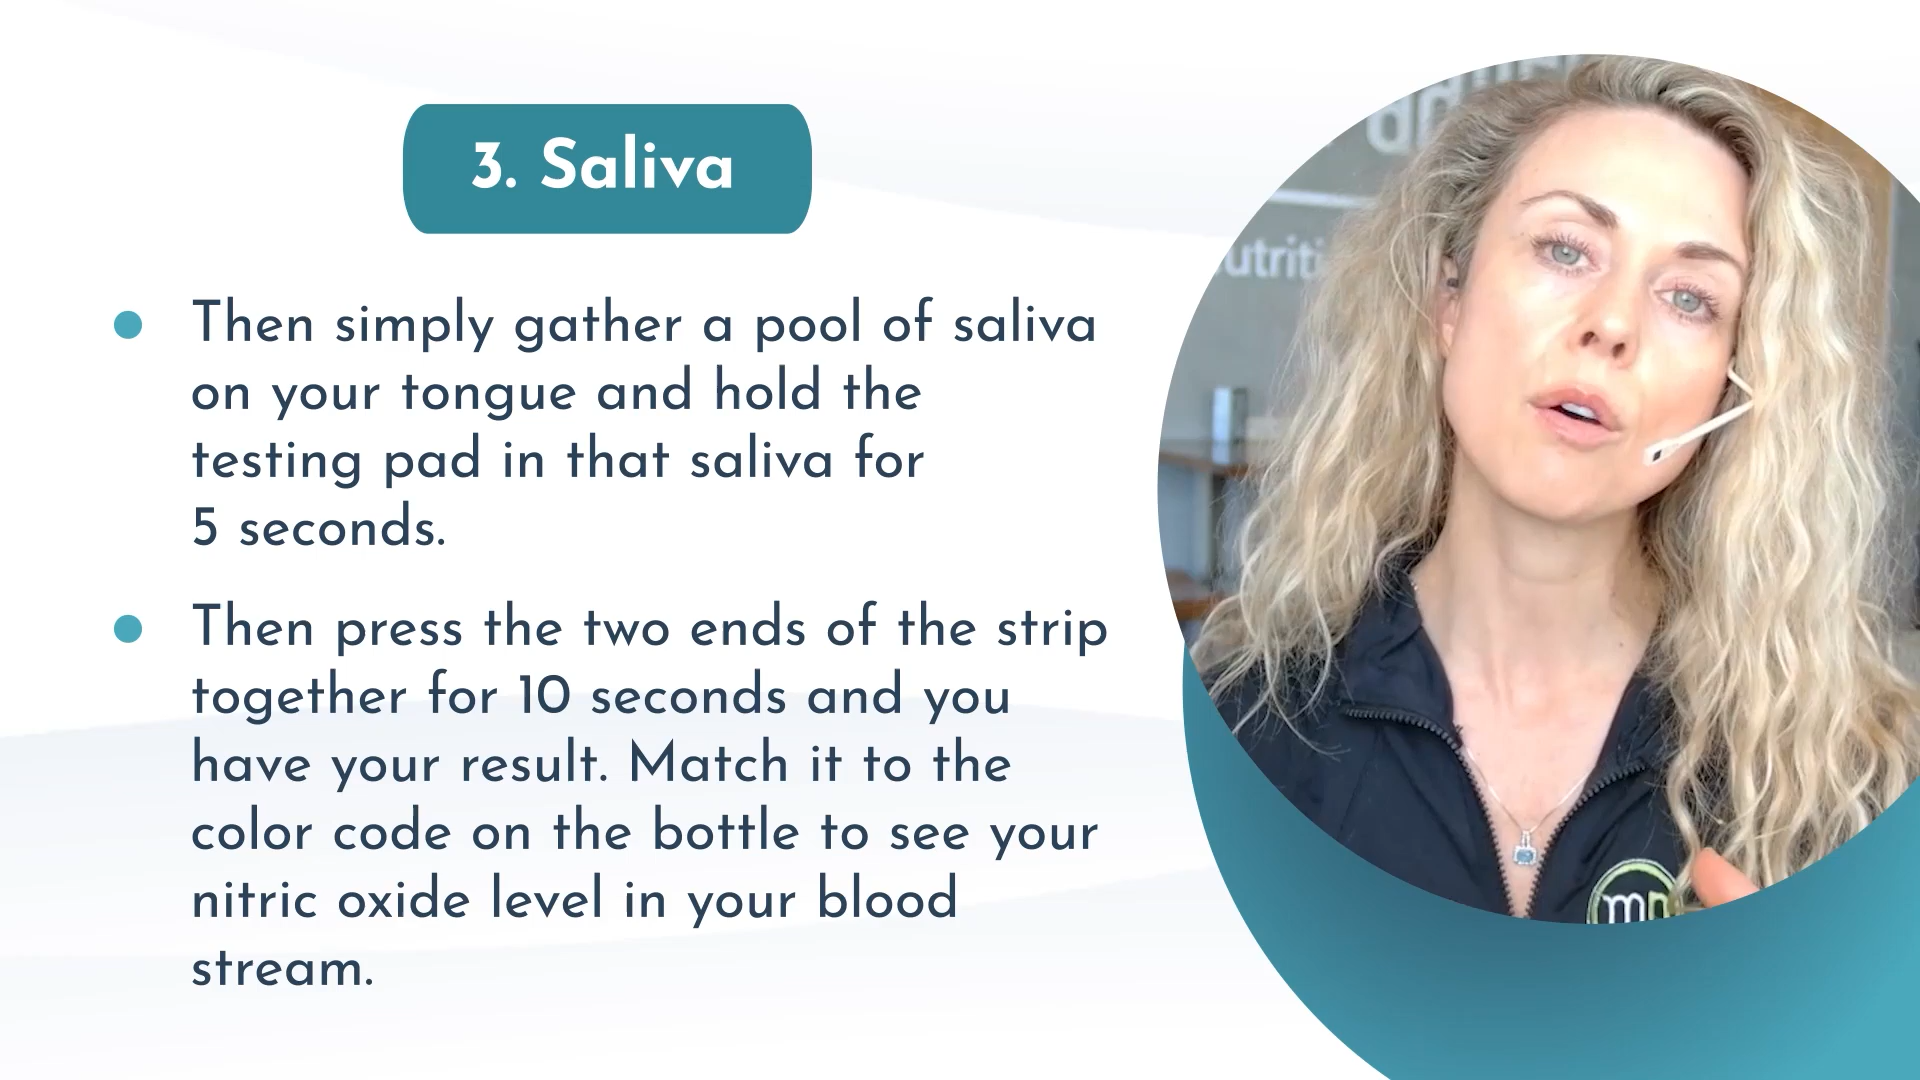 3. Saliva
Then simply gather a pool of saliva
on your tongue and hold the
testing pad in that saliva for
5 seconds.
Then press the two ends of the strip
together for 10 seconds and you
have your result. Match it to the
color code on the bottle to see your
nitric oxide level in your blood
stream.